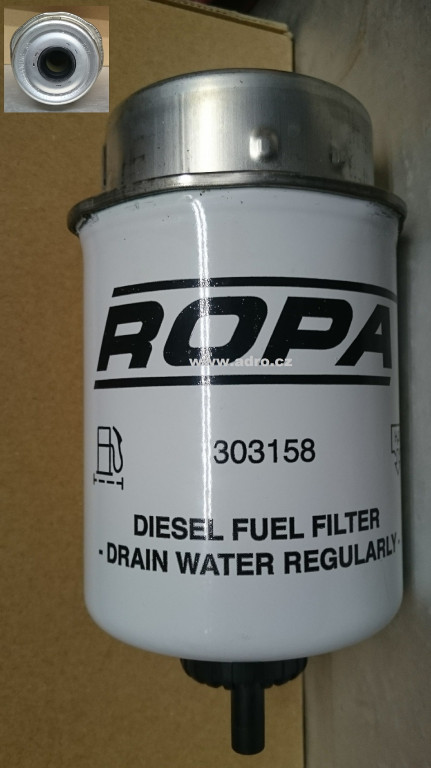 ROPA
www.adro.cz
303158
DIESEL FUEL FILTER
- DRAIN WATER REGULARLY -